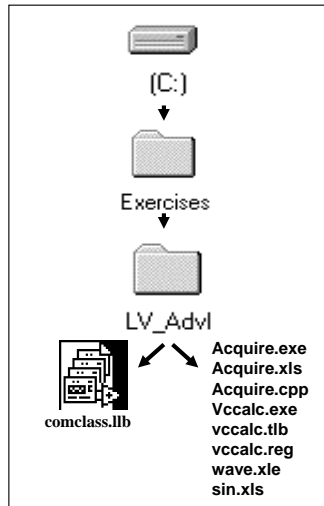 (C:)
Exercises
LV_AdvI
comclass.llb
Acquire.exe
Acquire.xls
Acquire.cpp
Vccalc.exe
vccalc.tlb
vccalc.reg
wave.xle
sin.xls